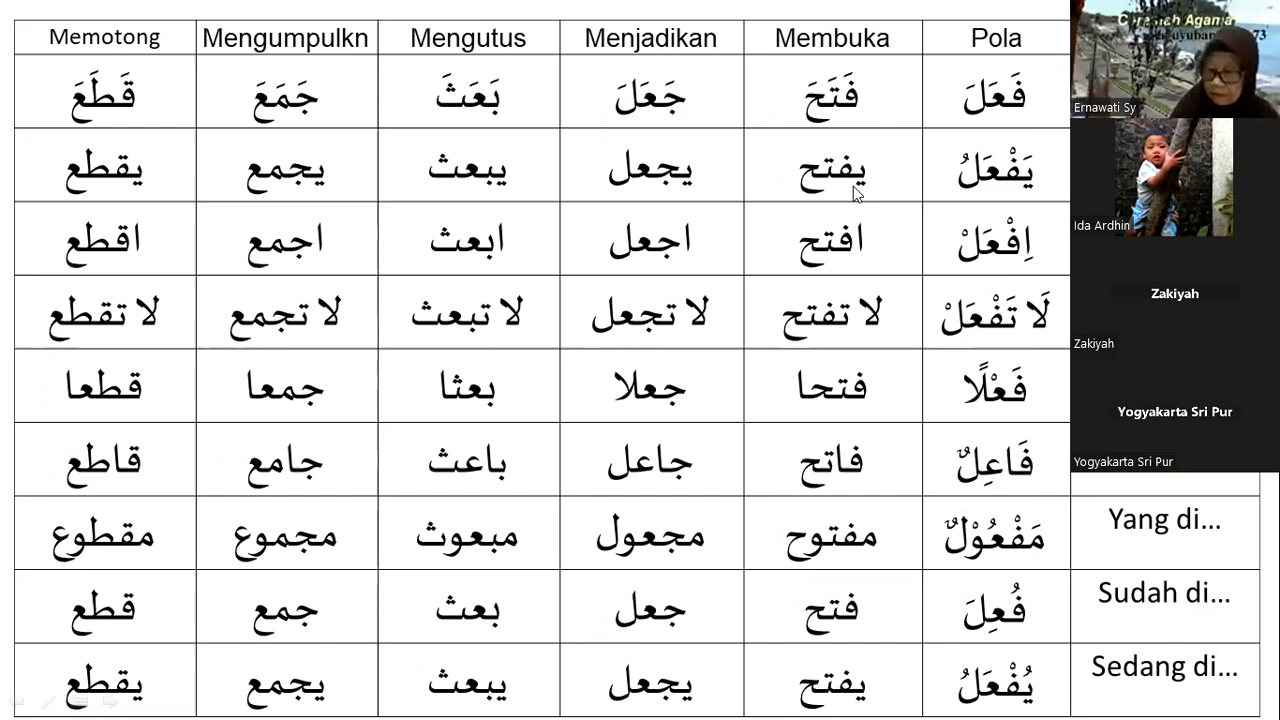 Memotong Mengumpulkn Mengutus Menjadikan Membuka Pola
قَطَعَ جَمَعَ بَعَثَ جَعَلَ فَتَحَ فَعَلَ
يقطع يجمع يبعث يجعل يفتح يَفْعَلُ
اقطع اجمع ابعث اجعل افتح اِفْعَلْ
لا تقطع لا تجمع لا تبعث لا تجعل لا تفتح لَا تَفْعَلْ
قطعا جمعا بعثا جعلا فتحا فَعْلًا
قاطع جامع باعث جاعل فاتح فَاعِلٌ
مقطوع مجموع مبعوث مجعول مفتوح مَفْعُوْلٌ Yang di...
قطع جمع بعث جعل فتح فُعِلَ Sudah di...
يقطع يجمع يبعث يجعل يفتح يُفْعَلُ Sedang di...
Agama
73
Ernawati Sy
Ida Ardhin
Zakiyah
Zakiyah
Yogyakarta Sri Pur
Yogyakarta Sri Pur